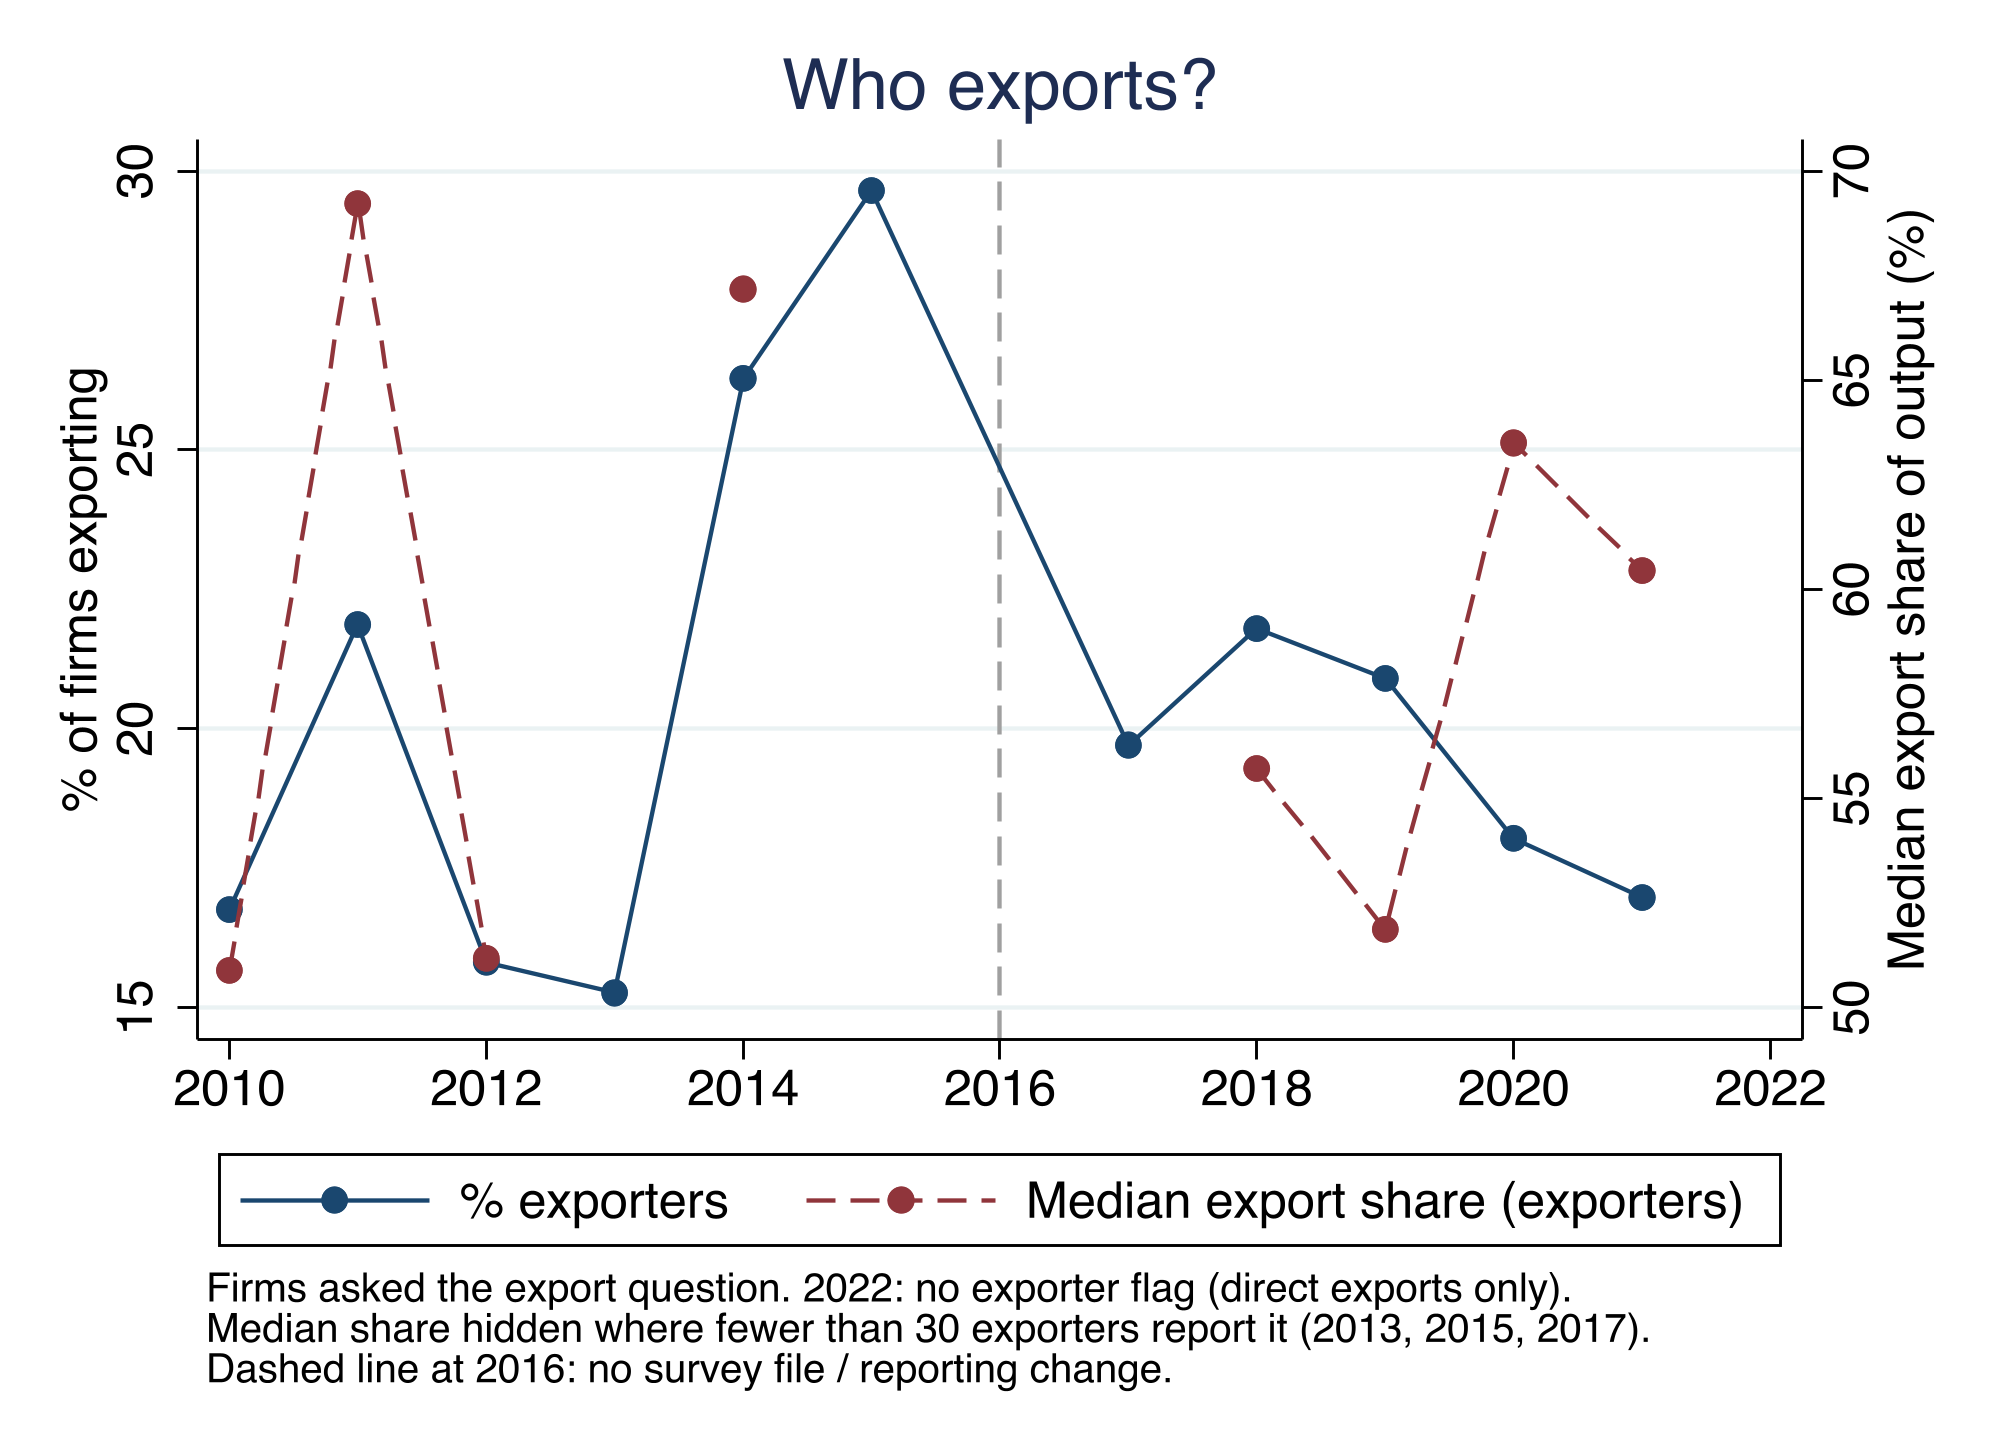 Who exports?
% of firms exporting
30
25
20
15
70
65
60
55
50
Median export share of output (%)
2010 2012 2014 2016 2018 2020 2022
% exporters Median export share (exporters)
Firms asked the export question. 2022: no exporter flag (direct exports only).
Median share hidden where fewer than 30 exporters report it (2013, 2015, 2017).
Dashed line at 2016: no survey file / reporting change.